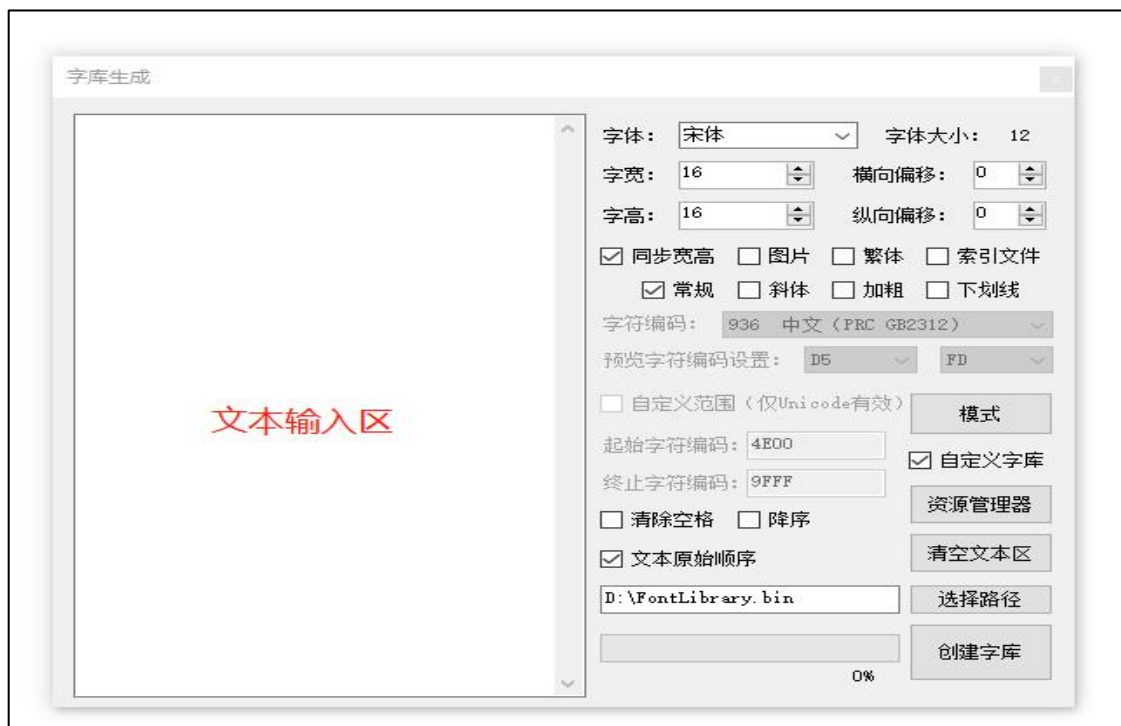 字库生成
文本输入区
字体： 宋体 字体大小： 12
字宽： 16 横向偏移： 0
字高： 16 纵向偏移： 0
同步宽高 图片 繁体 索引文件
常规 斜体 加粗 下划线
字符编码： 936 中文（PRC GB2312）
预览字符编码设置： D5 FD
自定义范围（仅Unicode有效） 模式
起始字符编码： 4E00
自定义字库
终止字符编码： 9FFF
资源管理器
清除空格 降序
清空文本区
文本原始顺序
D:\FontLibrary.bin 选择路径
创建字库
0%